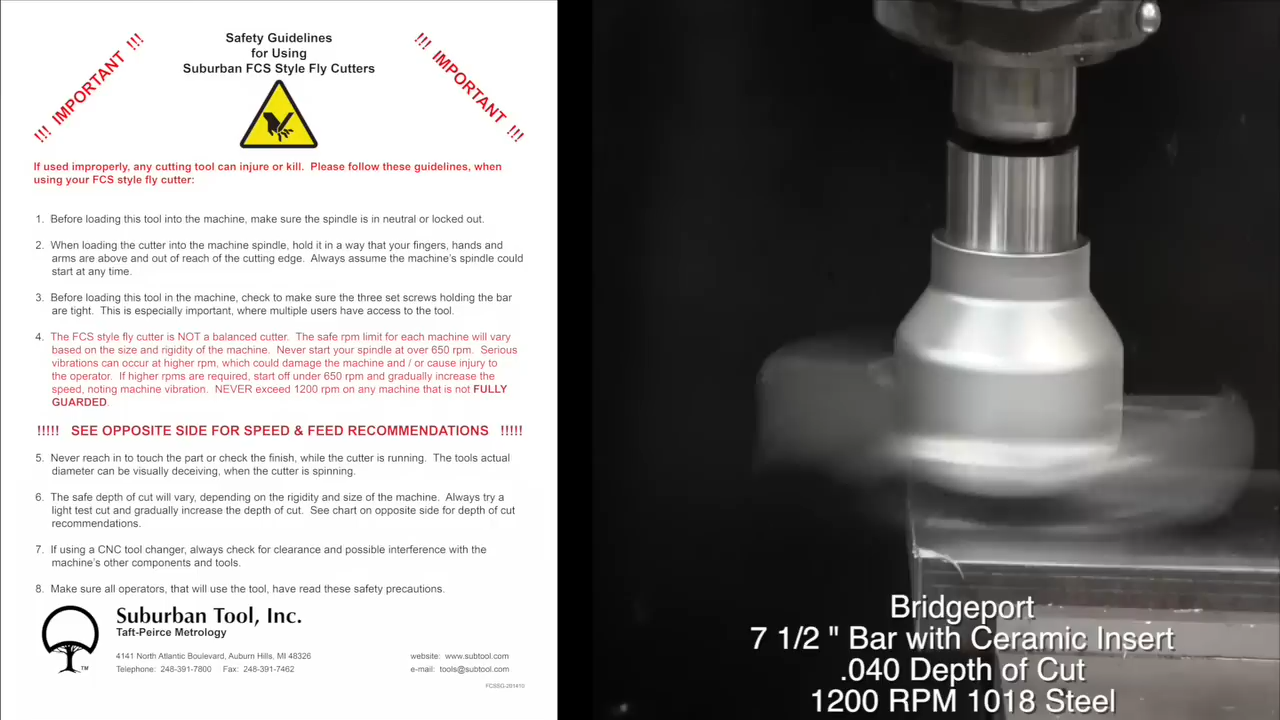 Safety Guidelines
for Using
Suburban FCS Style Fly Cutters
!!! IMPORTANT !!!
!!! IMPORTANT !!!
If used improperly, any cutting tool can injure or kill. Please follow these guidelines, when
using your FCS style fly cutter:
1. Before loading this tool into the machine, make sure the spindle is in neutral or locked out.
2. When loading the cutter into the machine spindle, hold it in a way that your fingers, hands and
arms are above and out of reach of the cutting edge. Always assume the machine's spindle could
start at any time.
3. Before loading this tool in the machine, check to make sure the three set screws holding the bar
are tight. This is especially important, where multiple users have access to the tool.
4. The FCS style fly cutter is NOT a balanced cutter. The safe rpm limit for each machine will vary
based on the size and rigidity of the machine. Never start your spindle at over 650 rpm. Serious
vibrations can occur at higher rpm, which could damage the machine and / or cause injury to
the operator. If higher rpms are required, start off under 650 rpm and gradually increase the
speed, noting machine vibration. NEVER exceed 1200 rpm on any machine that is not FULLY
GUARDED.
!!!!! SEE OPPOSITE SIDE FOR SPEED & FEED RECOMMENDATIONS !!!!!
5. Never reach in to touch the part or check the finish, while the cutter is running. The tools actual
diameter can be visually deceiving, when the cutter is spinning.
6. The safe depth of cut will vary, depending on the rigidity and size of the machine. Always try a
light test cut and gradually increase the depth of cut. See chart on opposite side for depth of cut
recommendations.
7. If using a CNC tool changer, always check for clearance and possible interference with the
machine's other components and tools.
8. Make sure all operators, that will use the tool, have read these safety precautions.
Suburban Tool, Inc.
Taft-Peirce Metrology
4141 North Atlantic Boulevard, Auburn Hills, MI 48326
Telephone: 248-391-7800 Fax: 248-391-7462
website: www.subtool.com
e-mail: tools@subtool.com
TM
Bridgeport
7 1/2 " Bar with Ceramic Insert
.040 Depth of Cut
1200 RPM 1018 Steel